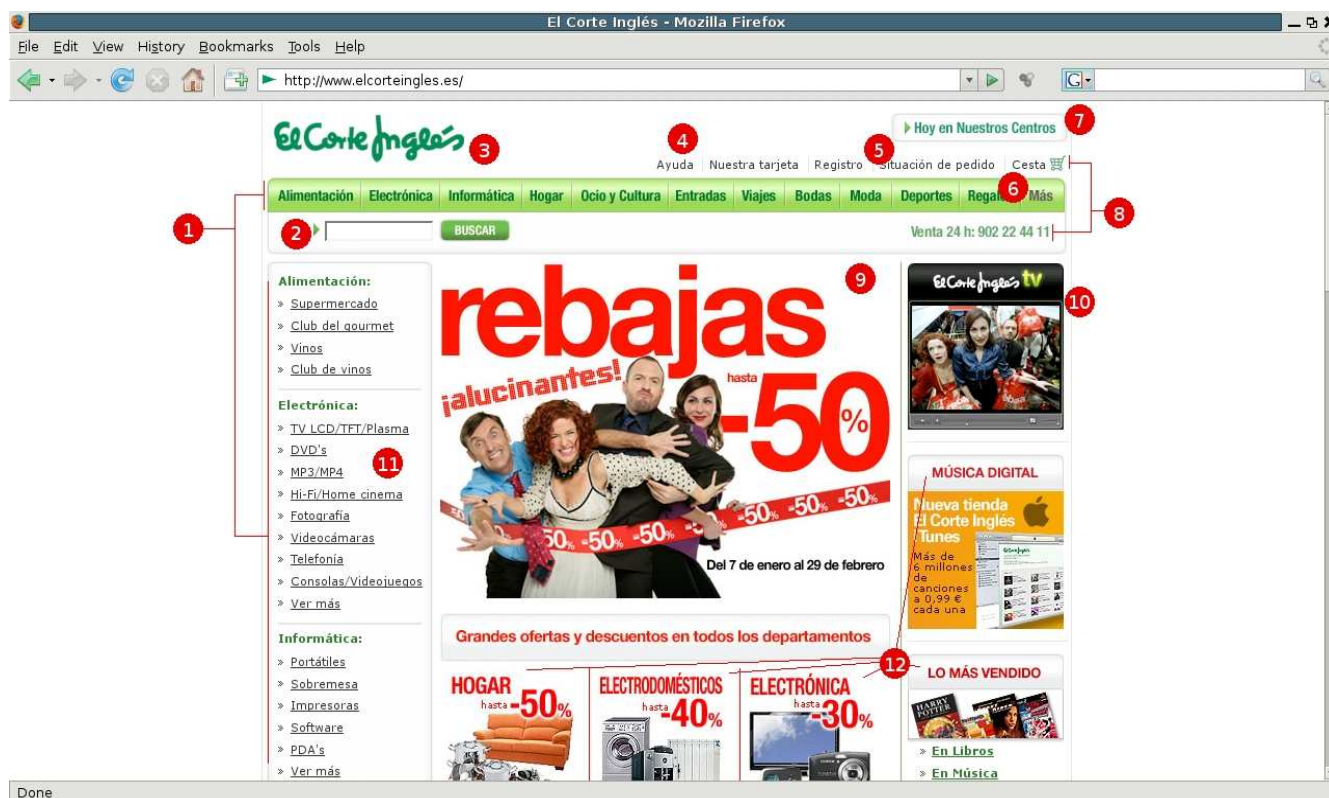 El Corte Inglés - Mozilla Firefox
File Edit View History Bookmarks Tools Help
http://www.elcorteingles.es/
G
El Corte Inglés
3
4
Hoy en Nuestros Centros
7
5
Ayuda Nuestra tarjeta Registro Situación de pedido Cesta
6
Alimentación Electrónica Informática Hogar Ocio y Cultura Entradas Viajes Bodas Moda Deportes Más
8
1
2
BUSCAR
Venta 24 h: 902 22 44 11
Alimentación:
» Supermercado
» Club del gourmet
» Vinos
» Club de vinos
Electrónica:
» TV LCD/TFT/Plasma
» DVD's
» MP3/MP4
11
» Hi-Fi/Home cinema
» Fotografía
» Videocámaras
» Telefonía
» Consolas/Videojuegos
» Ver más
Informática:
» Portátiles
» Sobremesa
» Impresoras
» Software
» PDA's
» Ver más
9
rebajas
¡alucinantes!
hasta
-50%
-50% -50% -50% -50% -50% -50%
Del 7 de enero al 29 de febrero
Grandes ofertas y descuentos en todos los departamentos
12
HOGAR
hasta -50%
ELECTRODOMÉSTICOS
hasta -40%
ELECTRÓNICA
hasta -30%
El Corte Inglés tv
10
MÚSICA DIGITAL
Nueva tienda
El Corte Inglés
iTunes
Más de
6 millones
de
canciones
a 0,99 €
cada una
LO MÁS VENDIDO
HARRY
POTTER
» En Libros
» En Música
Done